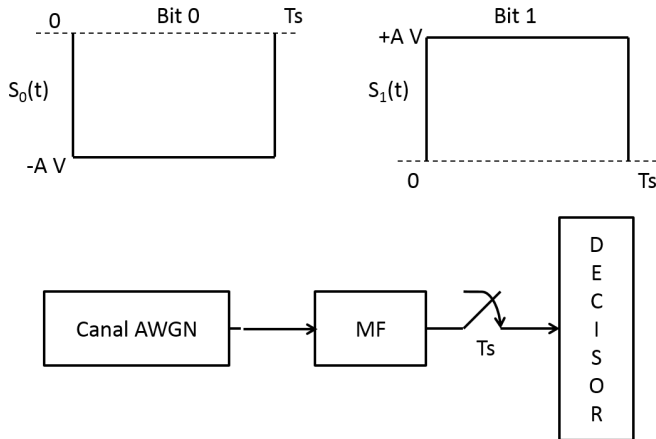 0 Bit 0 Ts
S₀(t)
-A V
Bit 1
+A V
S₁(t)
0 Ts
Canal AWGN
MF
Ts
D
E
C
I
S
O
R